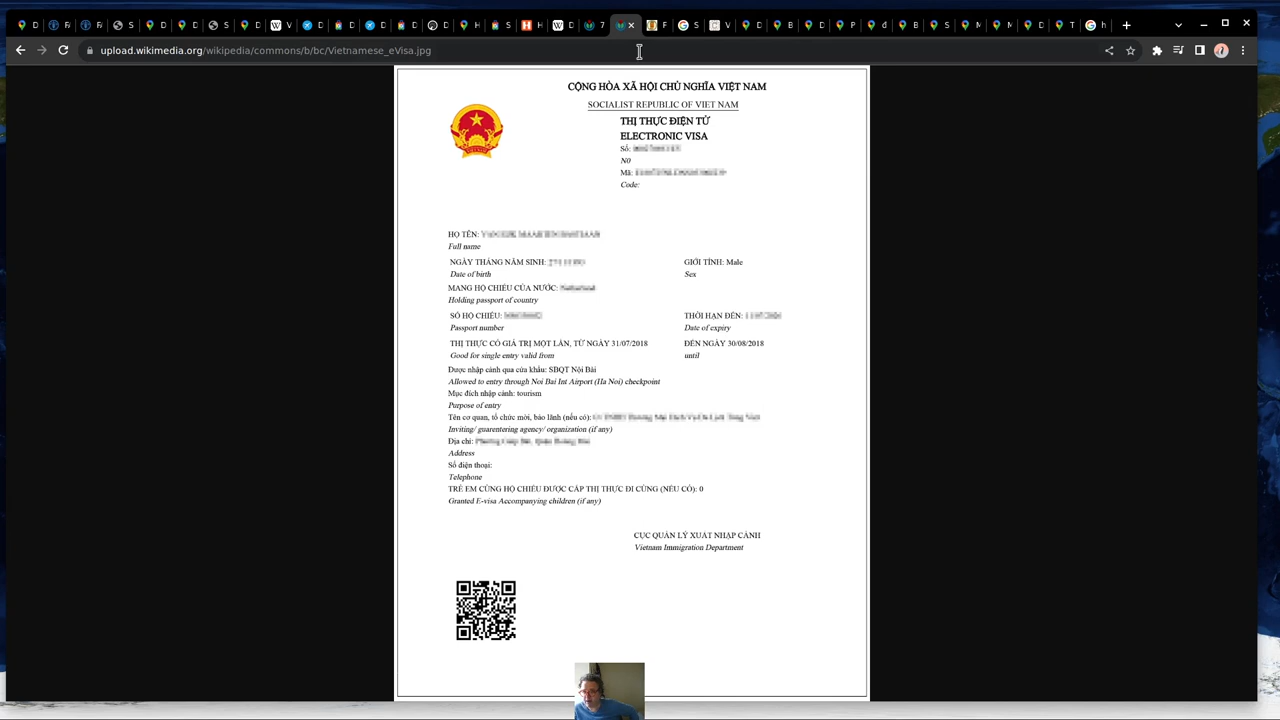 upload.wikimedia.org/wikipedia/commons/b/bc/Vietnamese_eVisa.jpg
CỘNG HÒA XÃ HỘI CHỦ NGHĨA VIỆT NAM
SOCIALIST REPUBLIC OF VIET NAM
THỊ THỰC ĐIỆN TỬ
ELECTRONIC VISA
Số:
N0
Mã:
Code:
HỌ TÊN:
Full name
NGÀY THÁNG NĂM SINH: GIỚI TÍNH: Male
Date of birth Sex
MANG HỘ CHIẾU CỦA NƯỚC:
Holding passport of country
SỐ HỘ CHIẾU: THỜI HẠN ĐẾN:
Passport number Date of expiry
THỊ THỰC CÓ GIÁ TRỊ MỘT LẦN, TỪ NGÀY 31/07/2018 ĐẾN NGÀY 30/08/2018
Good for single entry valid from until
Được nhập cảnh qua cửa khẩu: SBQT Nội Bài
Allowed to entry through Noi Bai Int Airport (Ha Noi) checkpoint
Mục đích nhập cảnh: tourism
Purpose of entry
Tên cơ quan, tổ chức mời, bảo lãnh (nếu có):
Inviting/ guarentering agency/ organization (if any)
Địa chỉ:
Address
Số điện thoại:
Telephone
TRẺ EM CÙNG HỘ CHIẾU ĐƯỢC CẤP THỊ THỰC ĐI CÙNG (NẾU CÓ): 0
Granted E-visa Accompanying children (if any)
CỤC QUẢN LÝ XUẤT NHẬP CẢNH
Vietnam Immigration Department